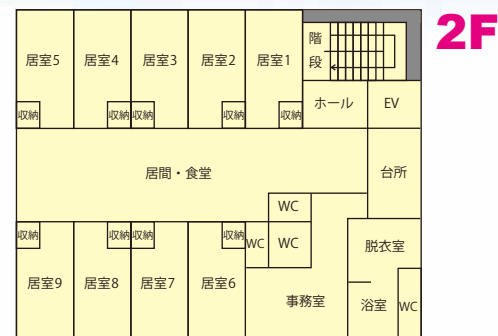 2F
階段
居室5
居室4
居室3
居室2
居室1
収納
収納
収納
収納
収納
ホール
EV
居間・食堂
台所
WC
WC
WC
収納
収納
収納
収納
脱衣室
居室9
居室8
居室7
居室6
事務室
浴室
WC